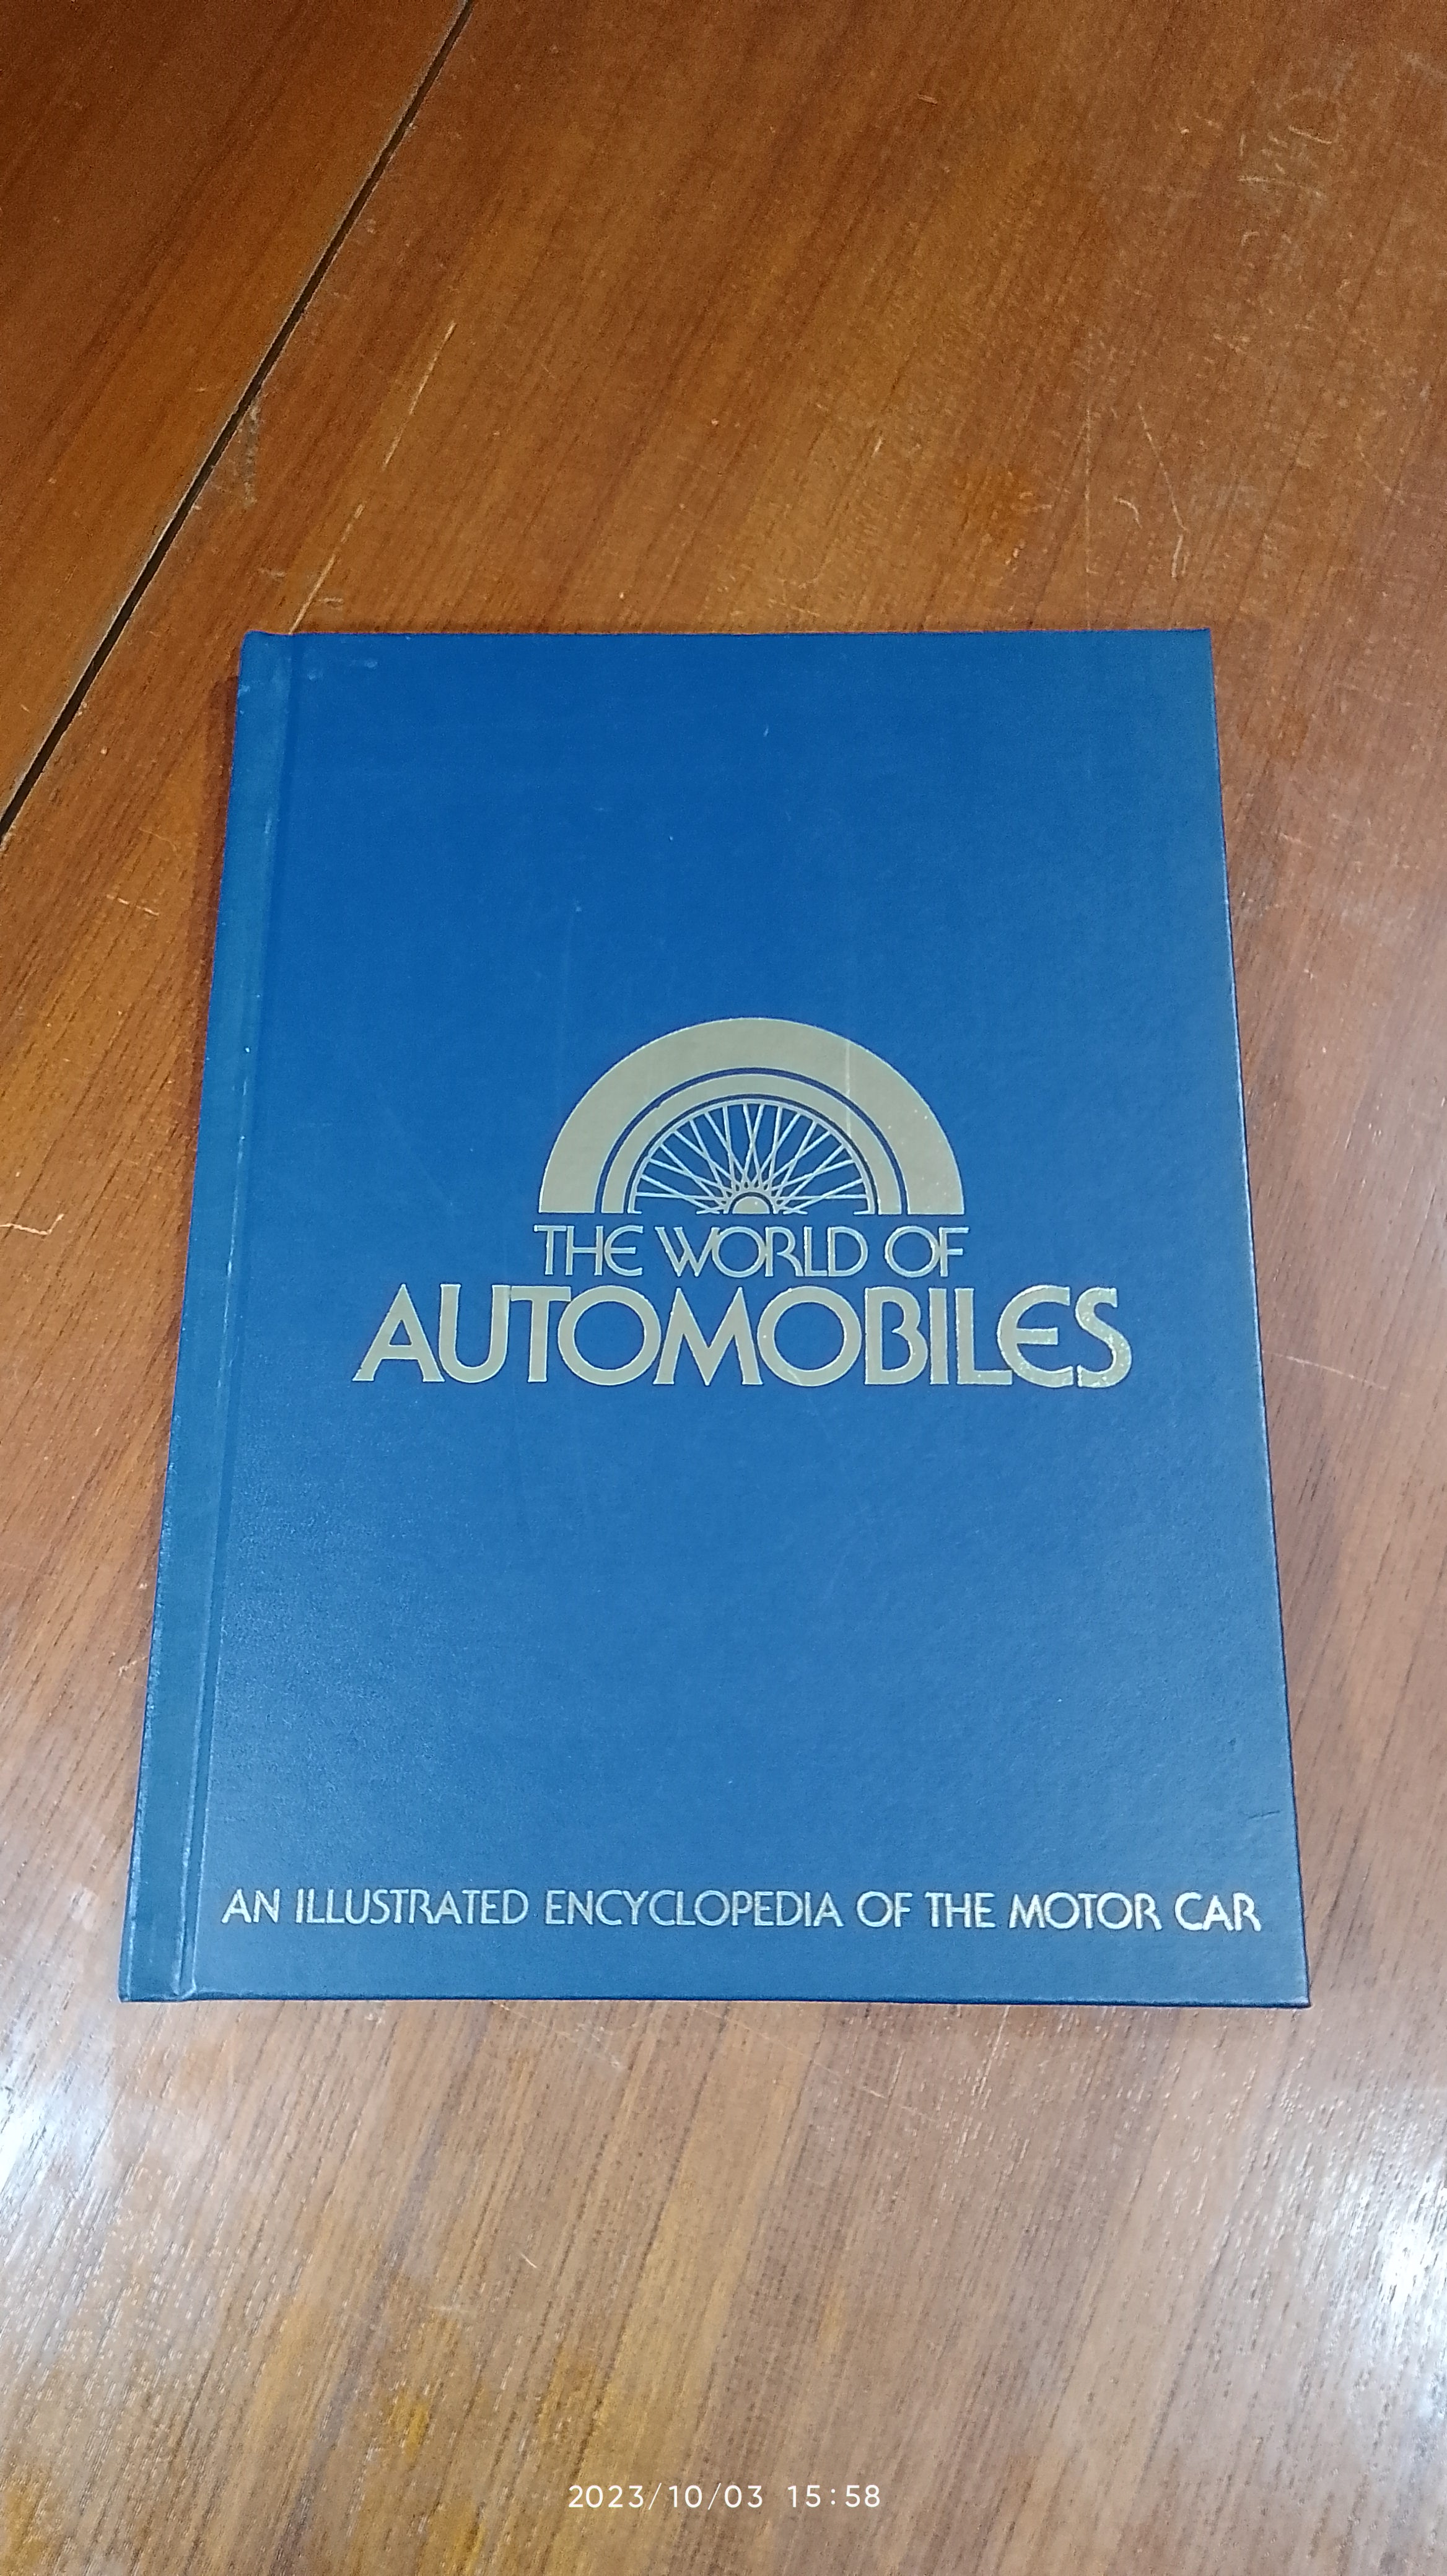 THE WORLD OF
AUTOMOBILES
AN ILLUSTRATED ENCYCLOPEDIA OF THE MOTOR CAR
2023/10/03 15:58